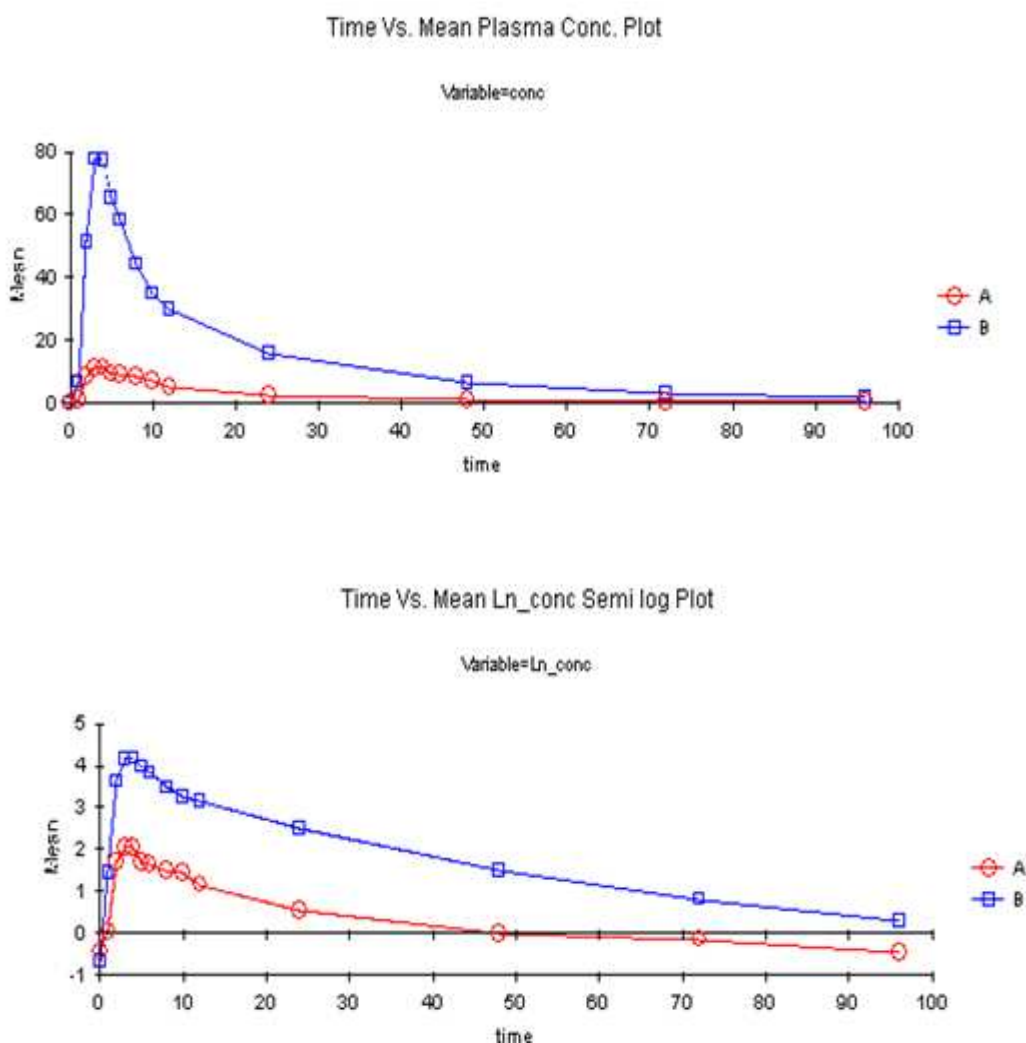 Time Vs. Mean Plasma Conc. Plot
Variable=conc
80
60
40
20
0
Mean
0 10 20 30 40 50 60 70 80 90 100
time
A
B
Time Vs. Mean Ln_conc Semi log Plot
Variable=Ln_conc
5
4
3
2
1
0
-1
Mean
0 10 20 30 40 50 60 70 80 90 100
time
A
B